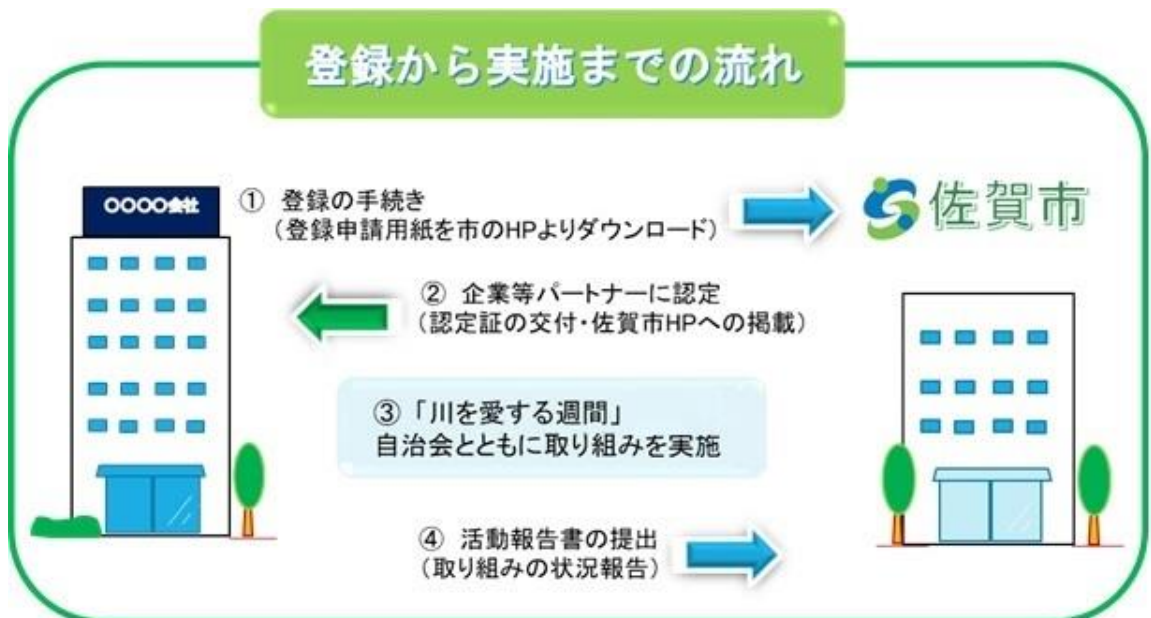 登録から実施までの流れ
〇〇〇〇会社
① 登録の手続き
（登録申請用紙を市のHPよりダウンロード）
佐賀市
② 企業等パートナーに認定
（認定証の交付・佐賀市HPへの掲載）
③ 「川を愛する週間」
自治会とともに取り組みを実施
④ 活動報告書の提出
（取り組みの状況報告）